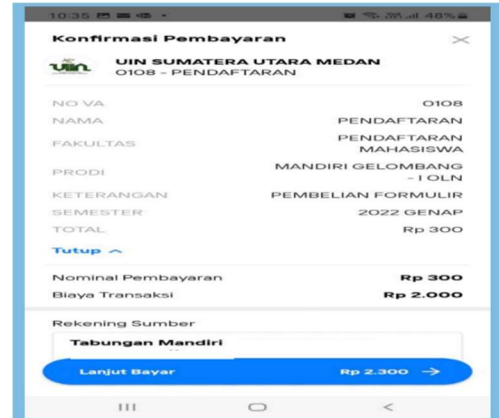 10:35
48%
Konfirmasi Pembayaran
uin
UIN SUMATERA UTARA MEDAN
0108 - PENDAFTARAN
NO VA 0108
NAMA PENDAFTARAN
FAKULTAS PENDAFTARAN
MAHASISWA
PRODI MANDIRI GELOMBANG
- I OLN
KETERANGAN PEMBELIAN FORMULIR
SEMESTER 2022 GENAP
TOTAL Rp 300
Tutup
Nominal Pembayaran Rp 300
Biaya Transaksi Rp 2.000
Rekening Sumber
Tabungan Mandiri
Lanjut Bayar Rp 2.300